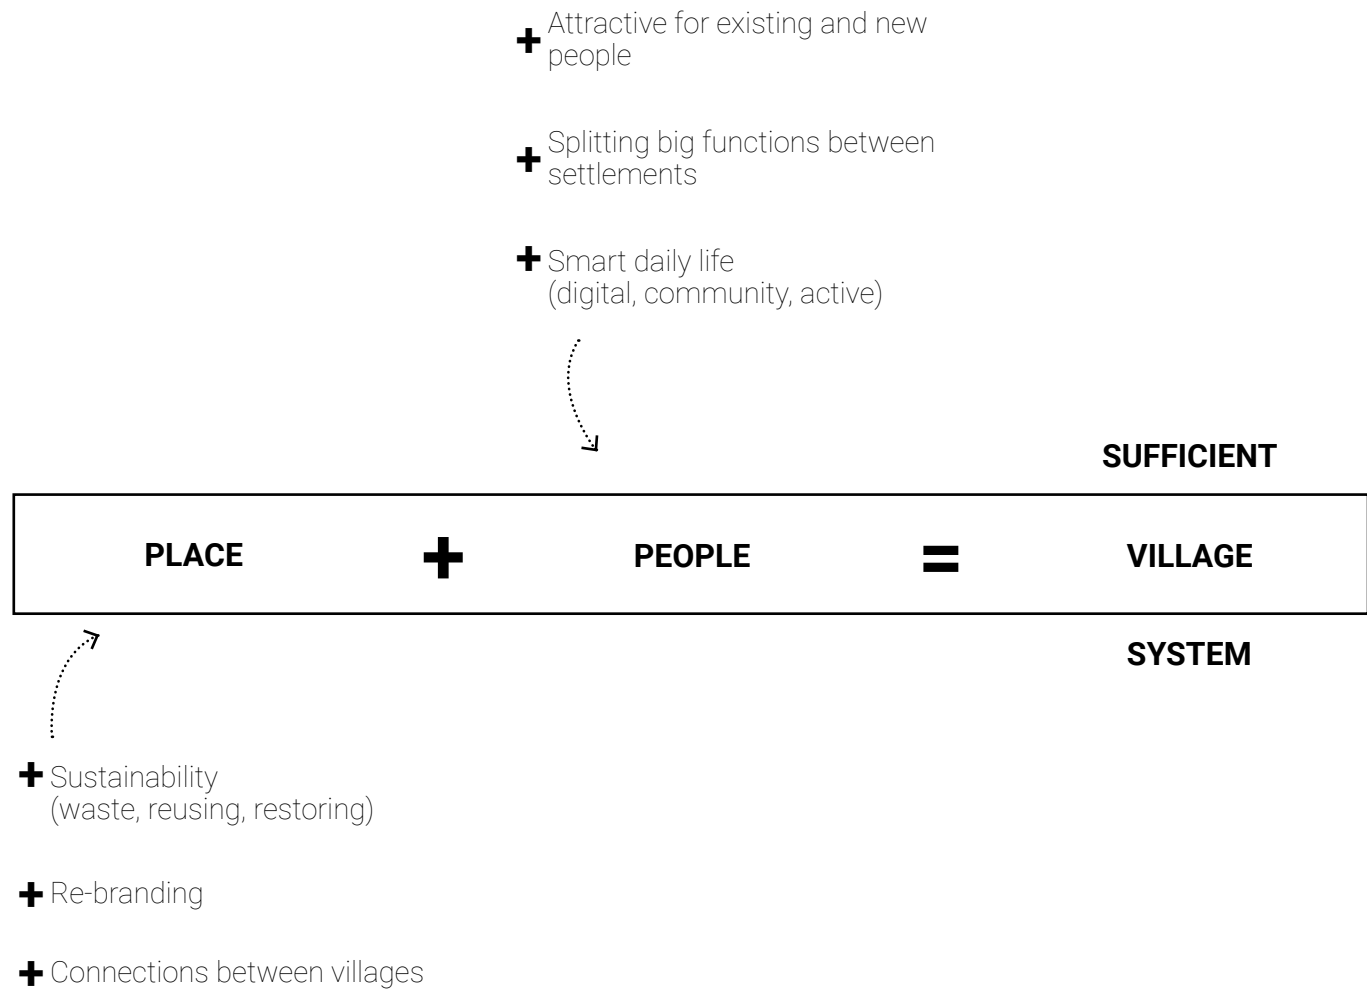 + Attractive for existing and new
people
+ Splitting big functions between
settlements
+ Smart daily life
(digital, community, active)
SUFFICIENT
PLACE + PEOPLE = VILLAGE
SYSTEM
+ Sustainability
(waste, reusing, restoring)
+ Re-branding
+ Connections between villages